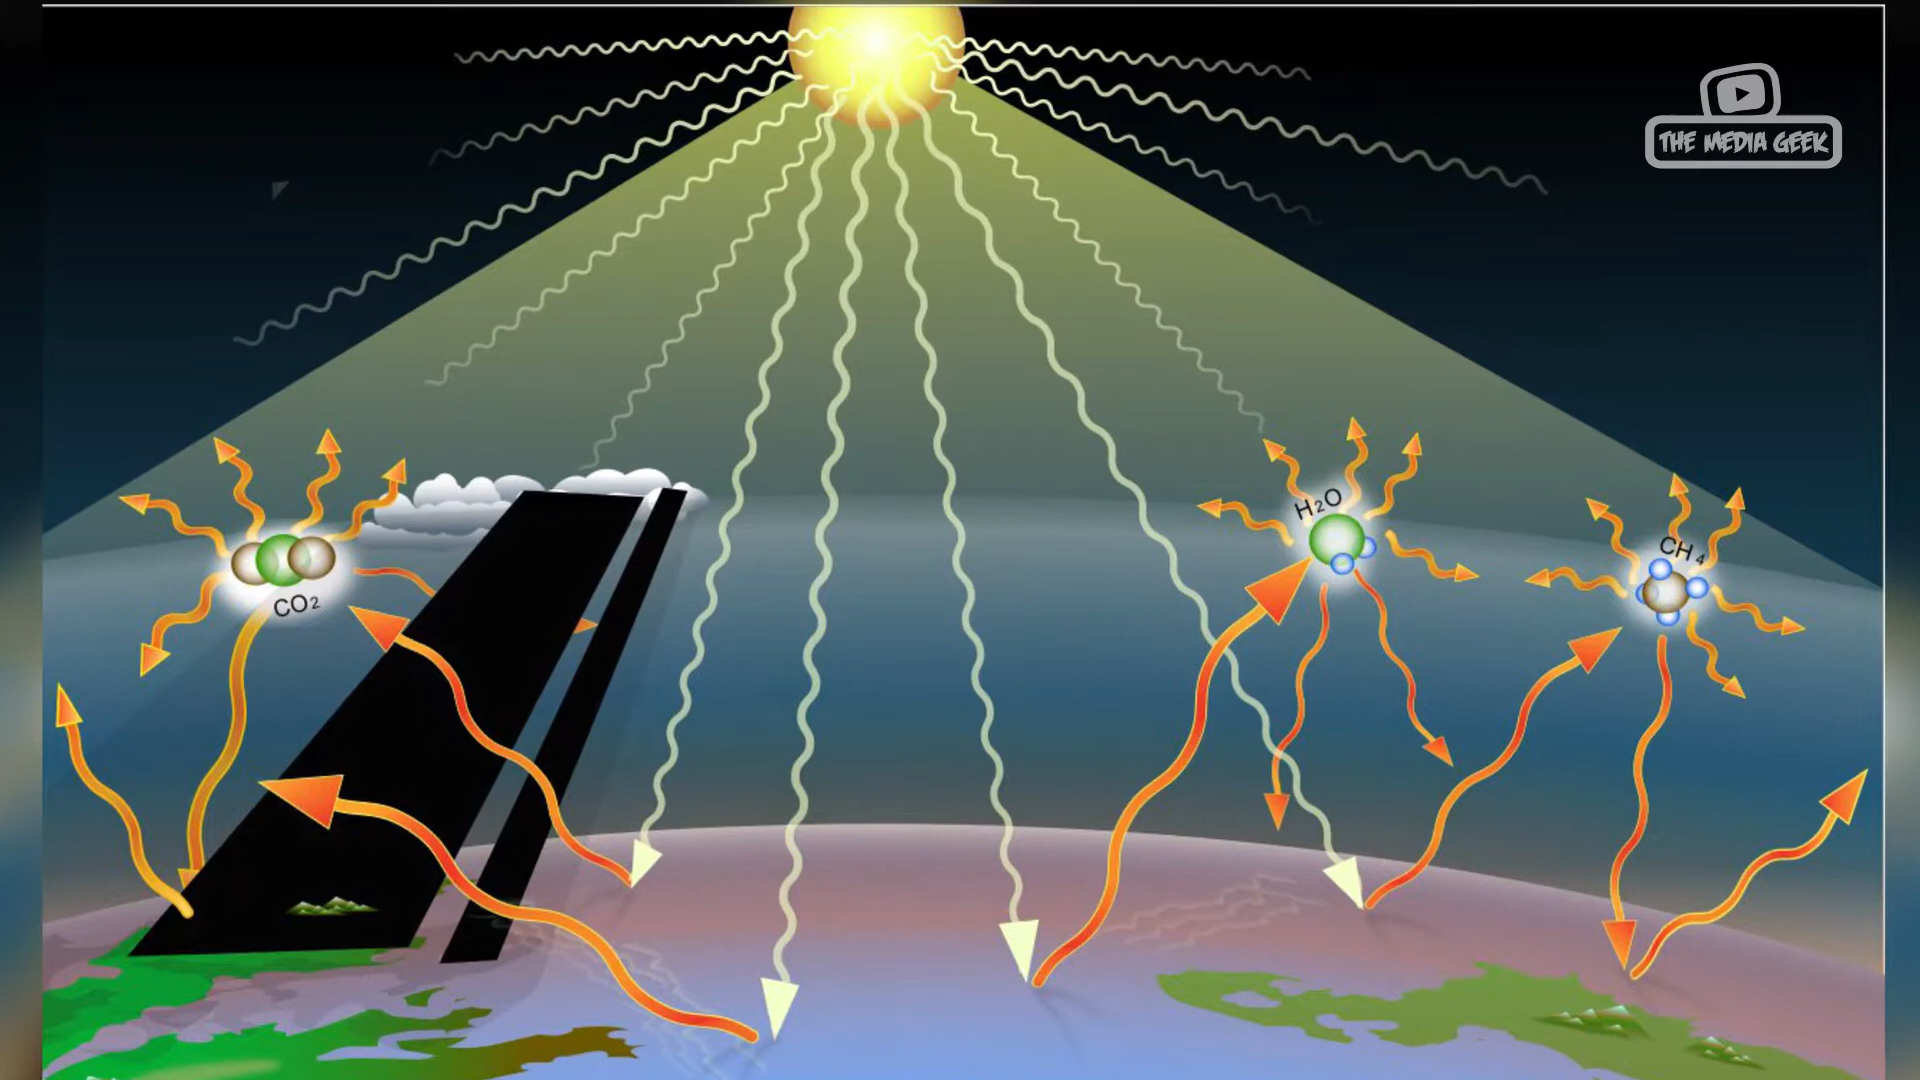 THE MEDIA GEEK
H₂O
CH₄
CO₂